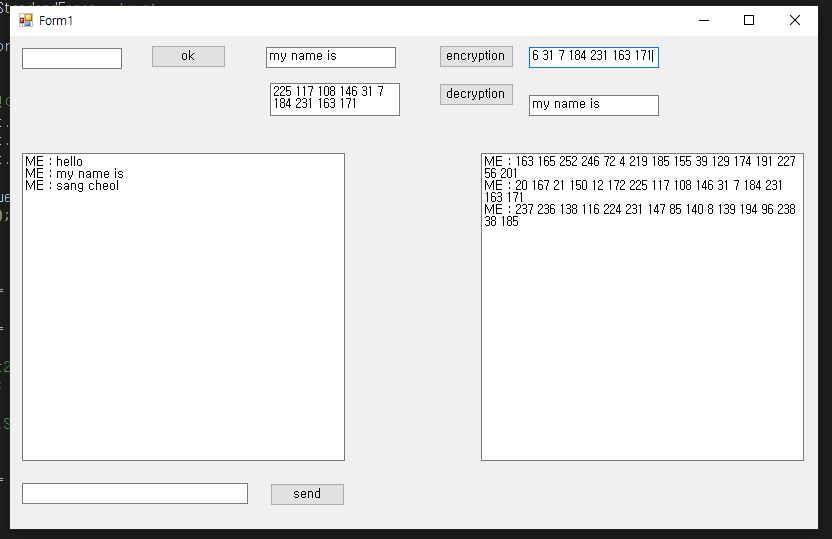 Form1
ok
my name is
encryption
6 31 7 184 231 163 171
225 117 108 146 31 7
184 231 163 171
decryption
my name is
ME : hello
ME : my name is
ME : sang cheol
ME : 163 165 252 246 72 4 219 185 155 39 129 174 191 227
56 201
ME : 20 167 21 150 12 172 225 117 108 146 31 7 184 231
163 171
ME : 237 236 138 116 224 231 147 85 140 8 139 194 96 238
38 185
send